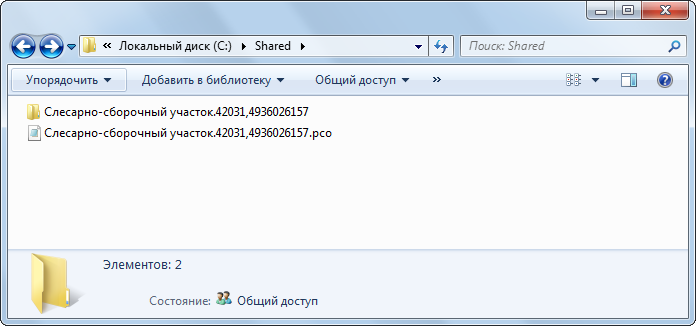 « Локальный диск (C:) Shared
Поиск: Shared
Упорядочить Добавить в библиотеку Общий доступ »
Слесарно-сборочный участок.42031,4936026157
Слесарно-сборочный участок.42031,4936026157.pco
Элементов: 2
Состояние: Общий доступ